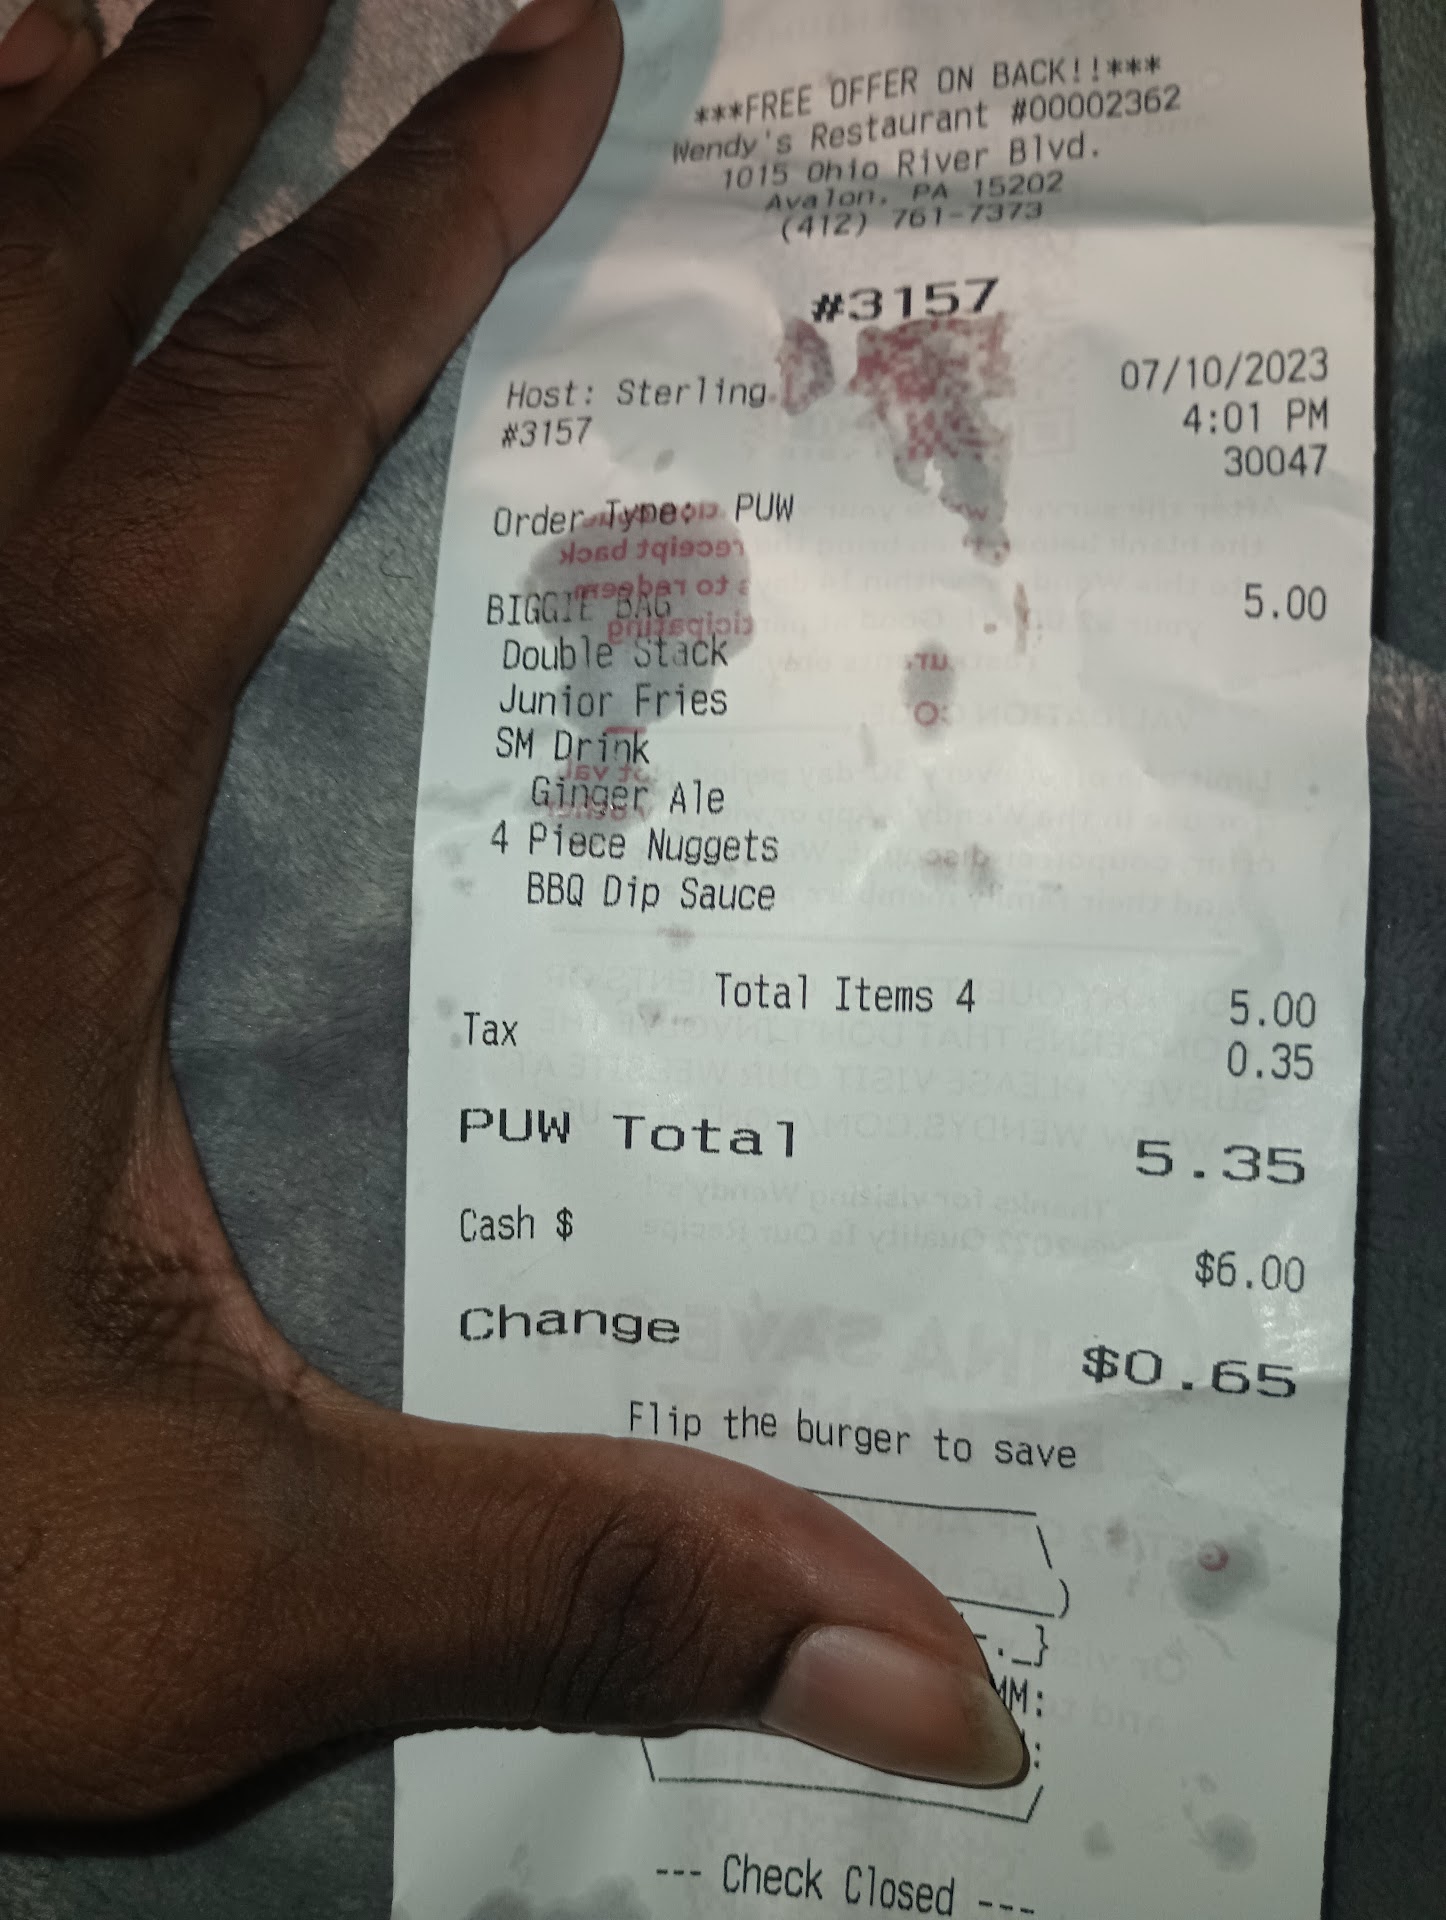 ***FREE OFFER ON BACK!!***
Wendy's Restaurant #00002362
1015 Ohio River Blvd.
Avalon, PA 15202
(412) 761-7373
#3157
Host: Sterling 07/10/2023
#3157 4:01 PM
30047
Order Type: PUW
BIGGIE BAG 5.00
Double Stack
Junior Fries
SM Drink
Ginger Ale
4 Piece Nuggets
BBQ Dip Sauce
Total Items 4 5.00
Tax 0.35
PUW Total 5.35
Cash $ $6.00
Change $0.65
Flip the burger to save
MM:
--- Check Closed ---